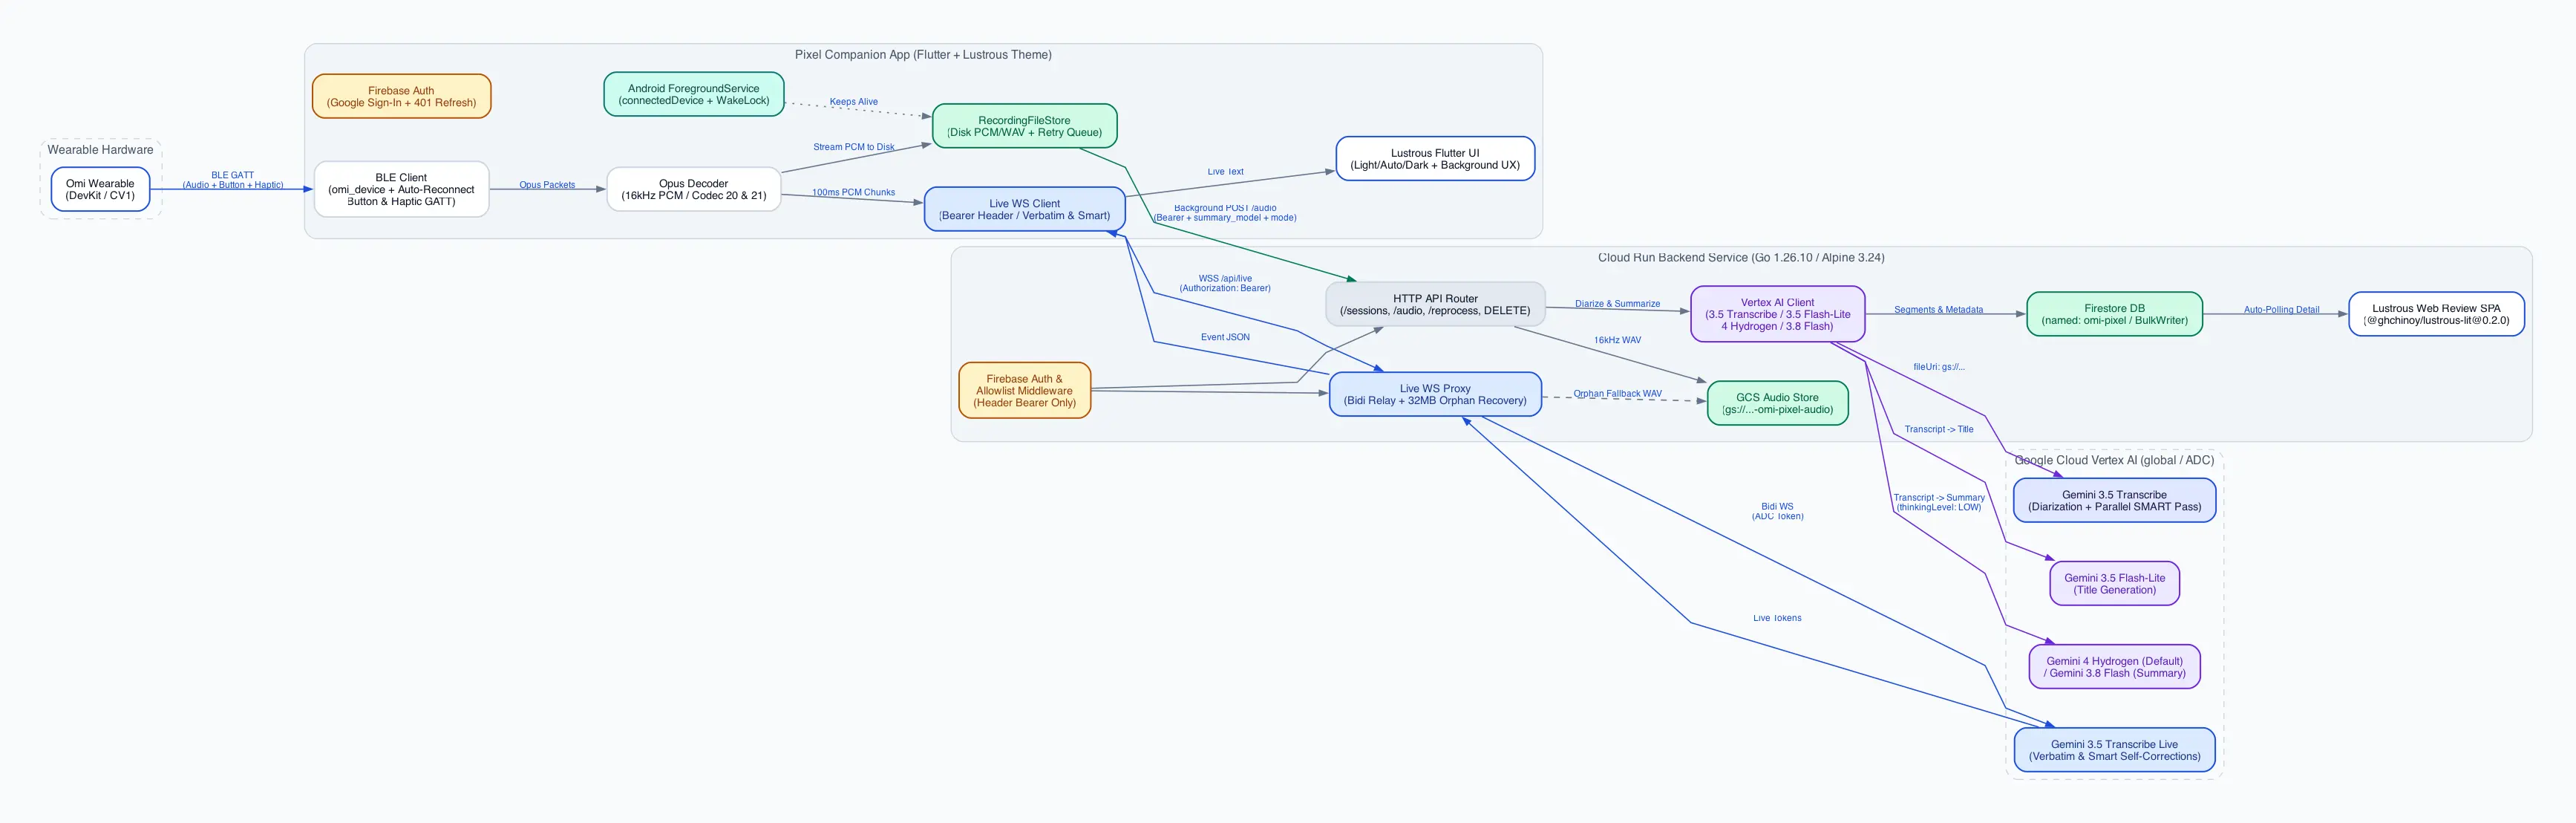 Pixel Companion App (Flutter + Lustrous Theme)
Firebase Auth
(Google Sign-In + 401 Refresh)
Android ForegroundService
(connectedDevice + WakeLock)
Keeps Alive
RecordingFileStore
(Disk PCM/WAV + Retry Queue)
Wearable Hardware
Omi Wearable
(DevKit / CV1)
BLE GATT
(Audio + Button + Haptic)
BLE Client
(omi_device + Auto-Reconnect
Button & Haptic GATT)
Opus Packets
Opus Decoder
(16kHz PCM / Codec 20 & 21)
Stream PCM to Disk
100ms PCM Chunks
Live WS Client
(Bearer Header / Verbatim & Smart)
Live Text
Lustrous Flutter UI
(Light/Auto/Dark + Background UX)
Background POST /audio
(Bearer + summary_model + mode)
Cloud Run Backend Service (Go 1.26.10 / Alpine 3.24)
WSS /api/live
(Authorization: Bearer)
Event JSON
HTTP API Router
(/sessions, /audio, /reprocess, DELETE)
Diarize & Summarize
Vertex AI Client
(3.5 Transcribe / 3.5 Flash-Lite
4 Hydrogen / 3.8 Flash)
Segments & Metadata
Firestore DB
(named: omi-pixel / BulkWriter)
Auto-Polling Detail
Lustrous Web Review SPA
(@ghchinoy/lustrous-lit@0.2.0)
16kHz WAV
Firebase Auth &
Allowlist Middleware
(Header Bearer Only)
Live WS Proxy
(Bidi Relay + 32MB Orphan Recovery)
Orphan Fallback WAV
GCS Audio Store
(gs://...-omi-pixel-audio)
fileUri: gs://...
Transcript -> Title
Transcript -> Summary
(thinkingLevel: LOW)
Bidi WS
(ADC Token)
Live Tokens
Google Cloud Vertex AI (global / ADC)
Gemini 3.5 Transcribe
(Diarization + Parallel SMART Pass)
Gemini 3.5 Flash-Lite
(Title Generation)
Gemini 4 Hydrogen (Default)
/ Gemini 3.8 Flash (Summary)
Gemini 3.5 Transcribe Live
(Verbatim & Smart Self-Corrections)